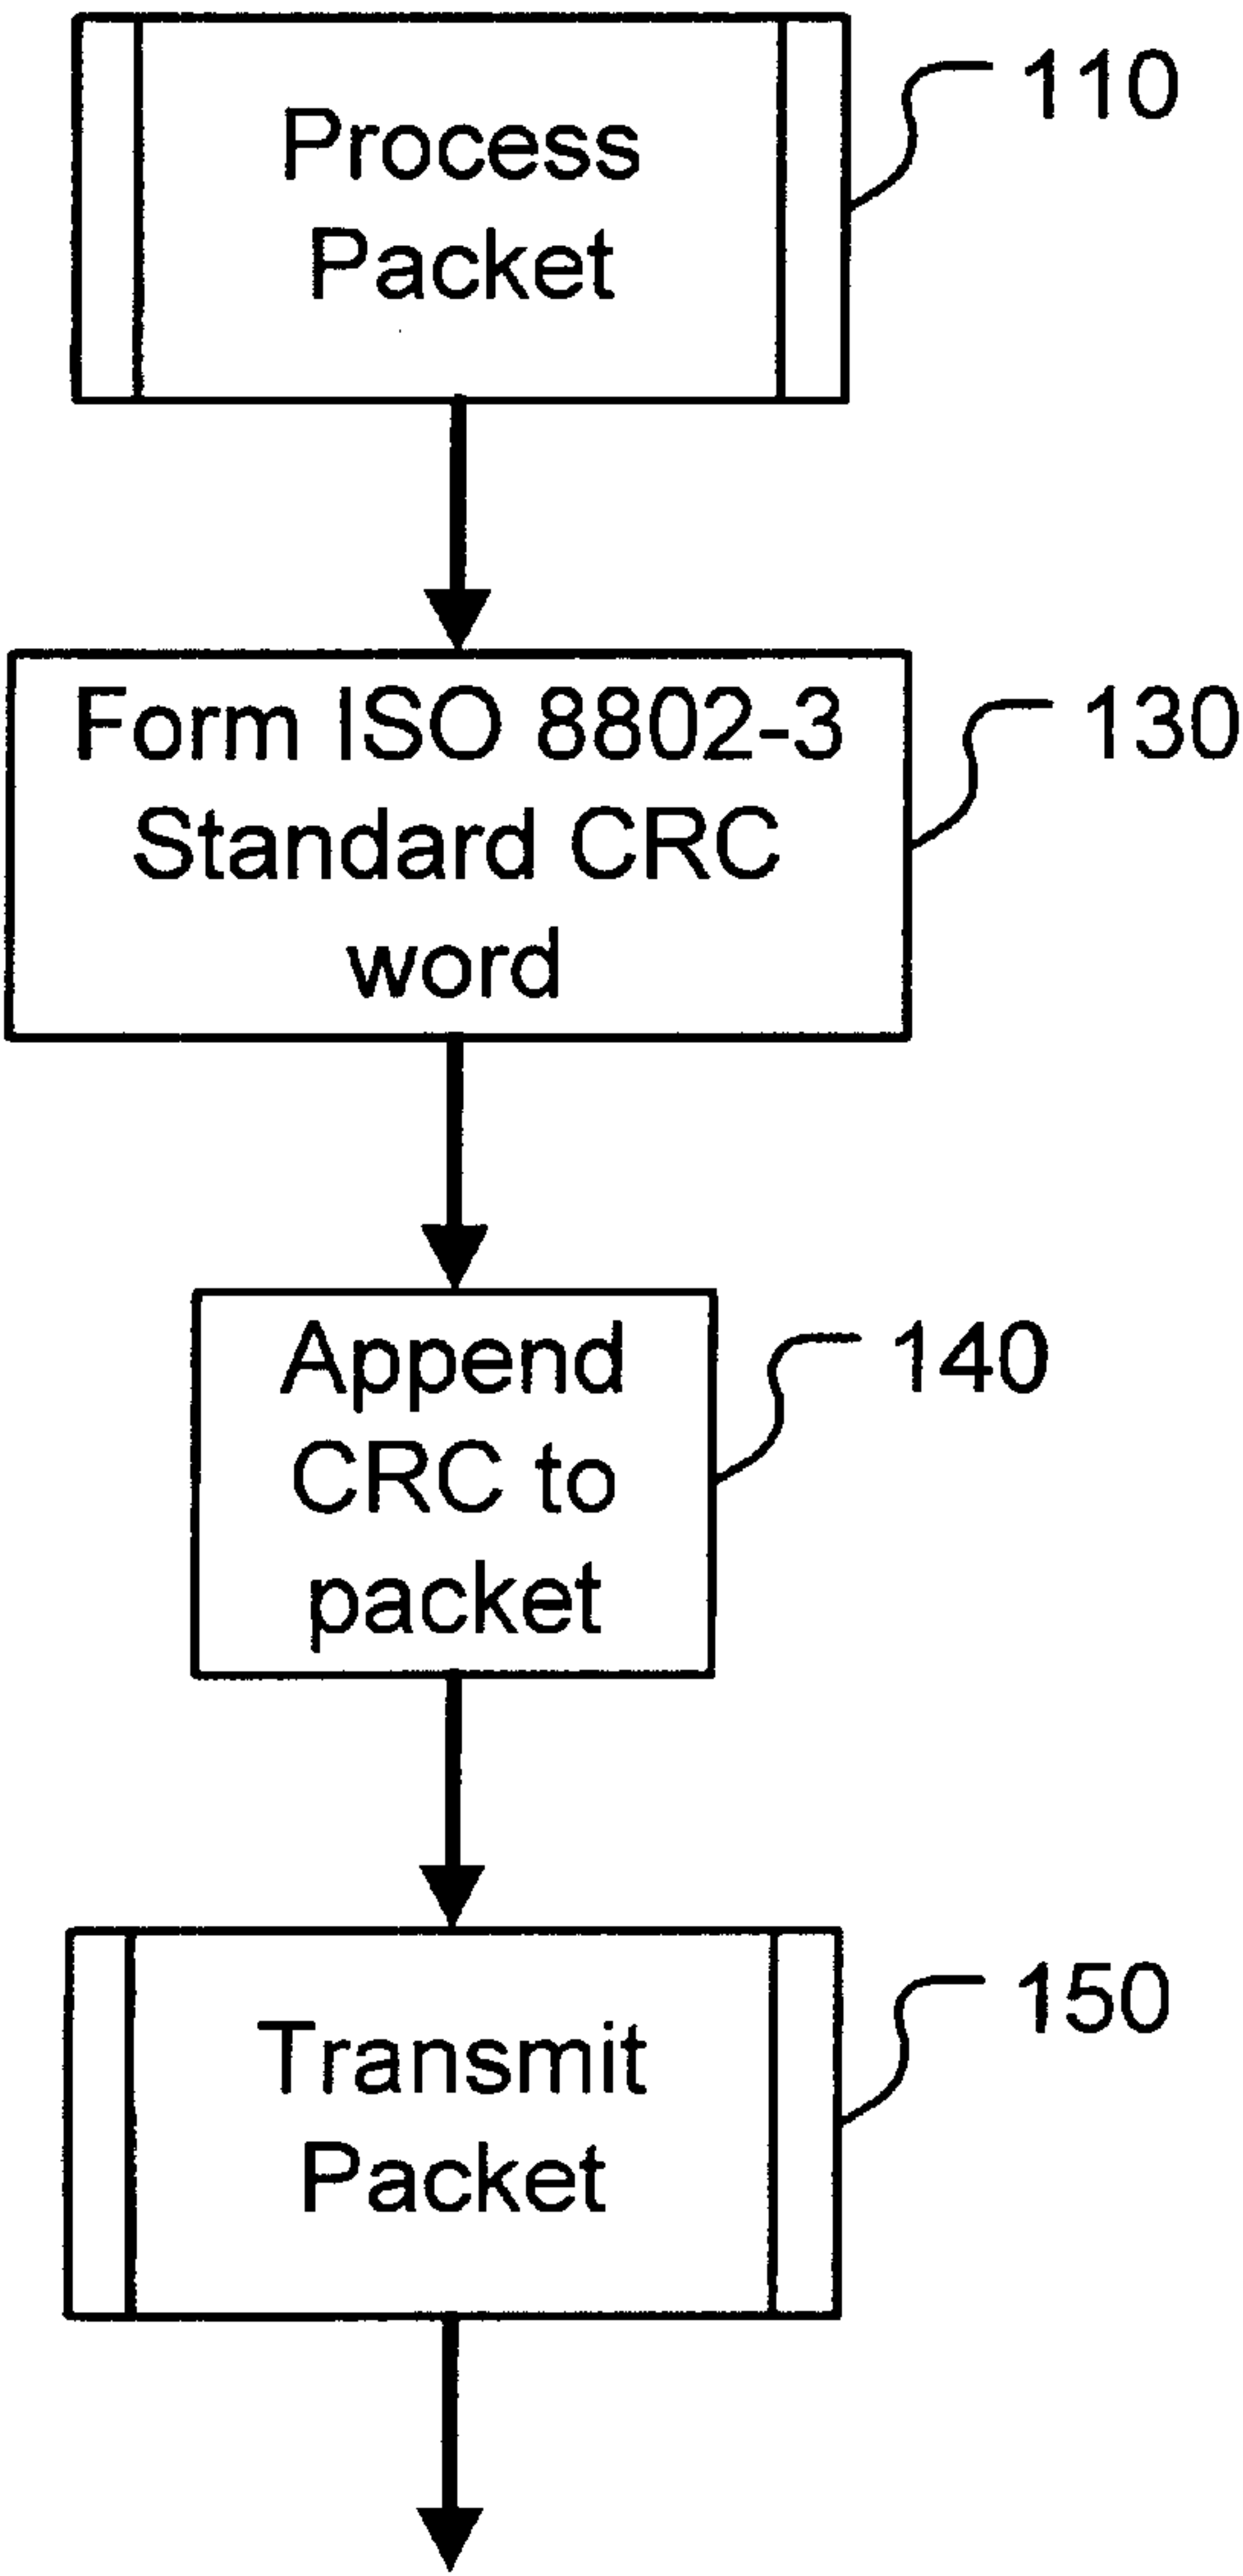 Process
Packet
110
Form ISO 8802-3
Standard CRC
word
130
Append
CRC to
packet
140
Transmit
Packet
150